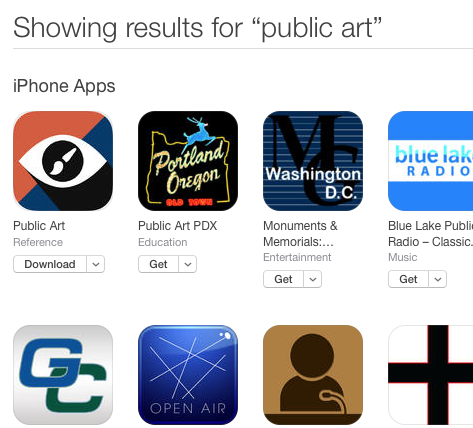 Showing results for “public art”
iPhone Apps
Portland
Oregon
OLD TOWN
MC
Washington
D.C.
blue lake
RADIO
Public Art
Reference
Download
Public Art PDX
Education
Get
Monuments &
Memorials:...
Entertainment
Get
Blue Lake Public
Radio – Classic...
Music
Get
GC
OPEN AIR